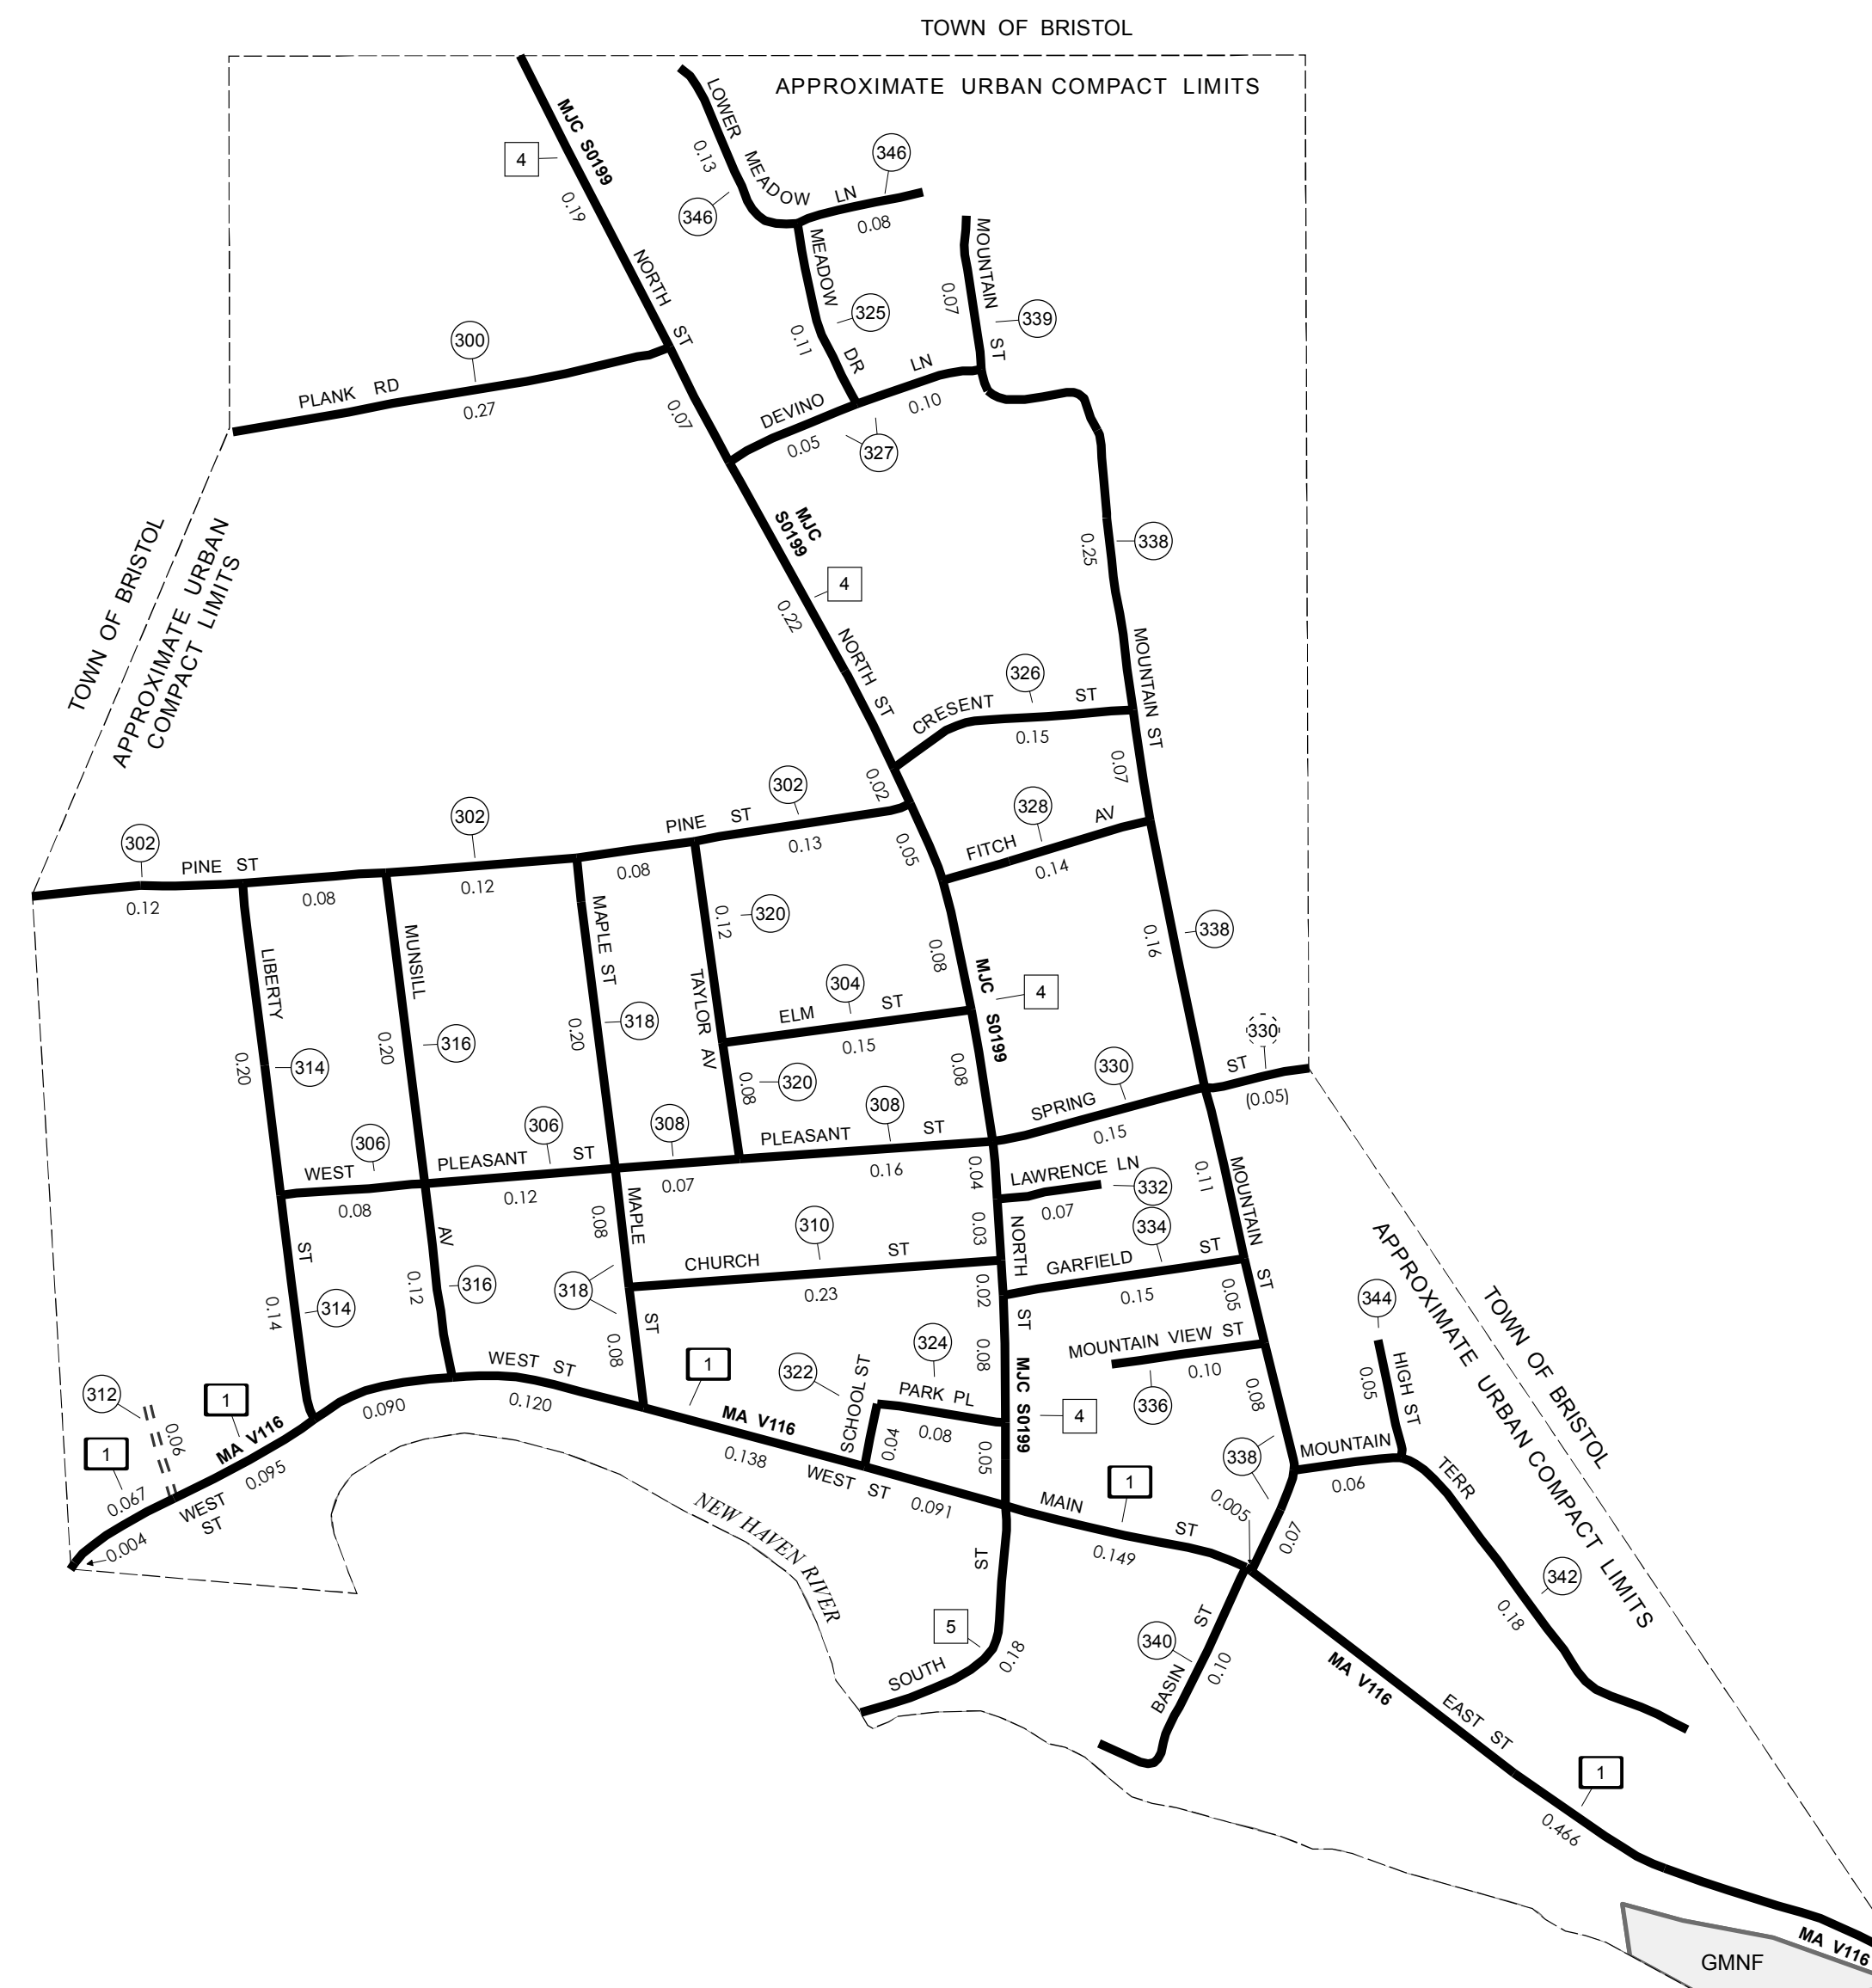 TOWN OF BRISTOL
APPROXIMATE URBAN COMPACT LIMITS
MJC S0199
4
0.19
NORTH ST
LOWER MEADOW LN
0.13
346
346
0.08
MEADOW DR
325
0.11
MOUNTAIN ST
0.07
339
300
PLANK RD
0.27
0.07
DEVINO LN
0.05
0.10
327
MJC
S0199
4
0.22
NORTH ST
338
0.25
MOUNTAIN ST
TOWN OF BRISTOL
APPROXIMATE URBAN
COMPACT LIMITS
326
CRESENT ST
0.15
0.07
0.02
328
FITCH AV
0.14
0.05
302
PINE ST
0.12
0.08
302
0.12
PINE ST
0.08
302
0.13
338
0.16
LIBERTY
0.20
314
MUNSILL
0.20
316
MAPLE ST
0.20
318
0.12
320
TAYLOR AV
304
ELM ST
0.15
320
0.08
0.08
MJC S0199
4
0.08
330
SPRING ST
0.15
330
(0.05)
306
WEST
0.08
306
PLEASANT ST
0.12
308
0.07
PLEASANT ST
308
0.16
0.04
LAWRENCE LN
332
0.07
0.03
0.11
MOUNTAIN ST
ST
314
0.14
AV
316
0.12
MAPLE ST
0.08
318
0.08
310
CHURCH ST
0.23
NORTH ST
0.02
334
GARFIELD ST
0.15
0.05
MOUNTAIN VIEW ST
0.10
336
0.08
344
HIGH ST
0.05
APPROXIMATE URBAN COMPACT LIMITS
TOWN OF BRISTOL
312
0.06
1
1
MA V116
0.067
0.004
WEST
ST
0.095
0.090
WEST ST
0.120
1
MA V116
0.138
322
SCHOOL ST
0.04
324
PARK PL
0.08
0.08
0.05
MJC S0199
4
WEST ST
0.091
MAIN ST
1
0.149
338
0.005
0.07
MOUNTAIN TERR
0.06
342
0.18
NEW HAVEN RIVER
ST
5
SOUTH
0.18
340
BASIN ST
0.10
MA V116
EAST ST
1
0.466
MA V116
GMNF